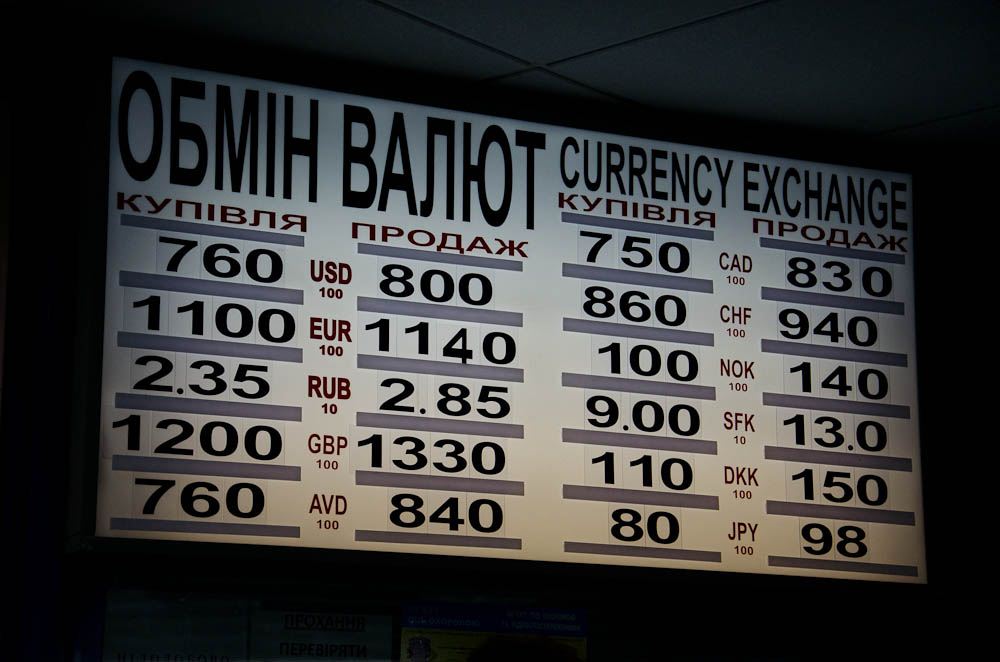 ОБМІН ВАЛЮТ CURRENCY EXCHANGE
КУПІВЛЯ ПРОДАЖ КУПІВЛЯ ПРОДАЖ
760 USD 100 800 750 CAD 100 830
1100 EUR 100 1140 860 CHF 100 940
2.35 RUB 10 2.85 100 NOK 100 140
1200 GBP 100 1330 9.00 SFK 10 13.0
760 AVD 100 840 110 DKK 100 150
80 JPY 100 98
ПРОХАННЯ
ПЕРЕВІРЯТИ